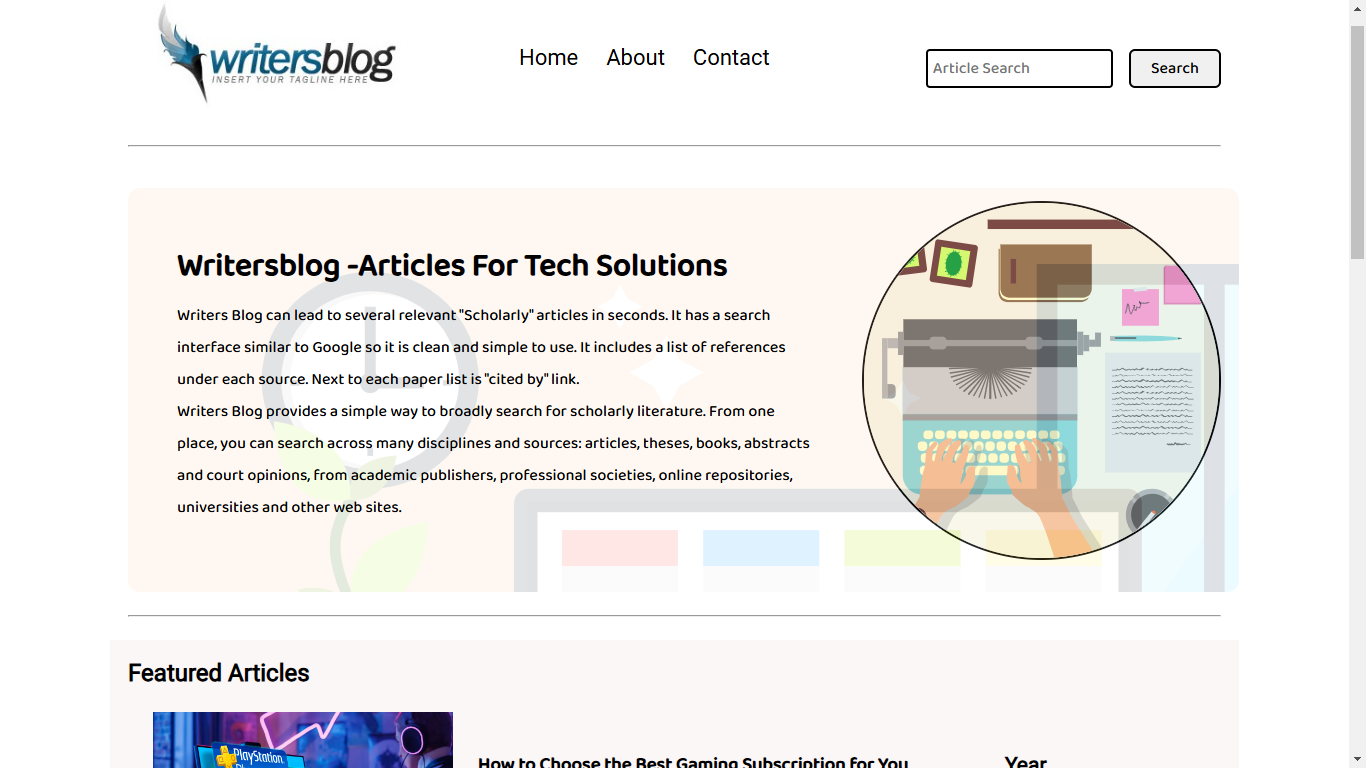 writersblog
INSERT YOUR TAGLINE HERE
Home About Contact
Article Search
Search
Writersblog -Articles For Tech Solutions
Writers Blog can lead to several relevant "Scholarly" articles in seconds. It has a search
interface similar to Google so it is clean and simple to use. It includes a list of references
under each source. Next to each paper list is "cited by" link.
Writers Blog provides a simple way to broadly search for scholarly literature. From one
place, you can search across many disciplines and sources: articles, theses, books, abstracts
and court opinions, from academic publishers, professional societies, online repositories,
universities and other web sites.
Featured Articles
PlayStation
How to Choose the Best Gaming Subscription for You
Year